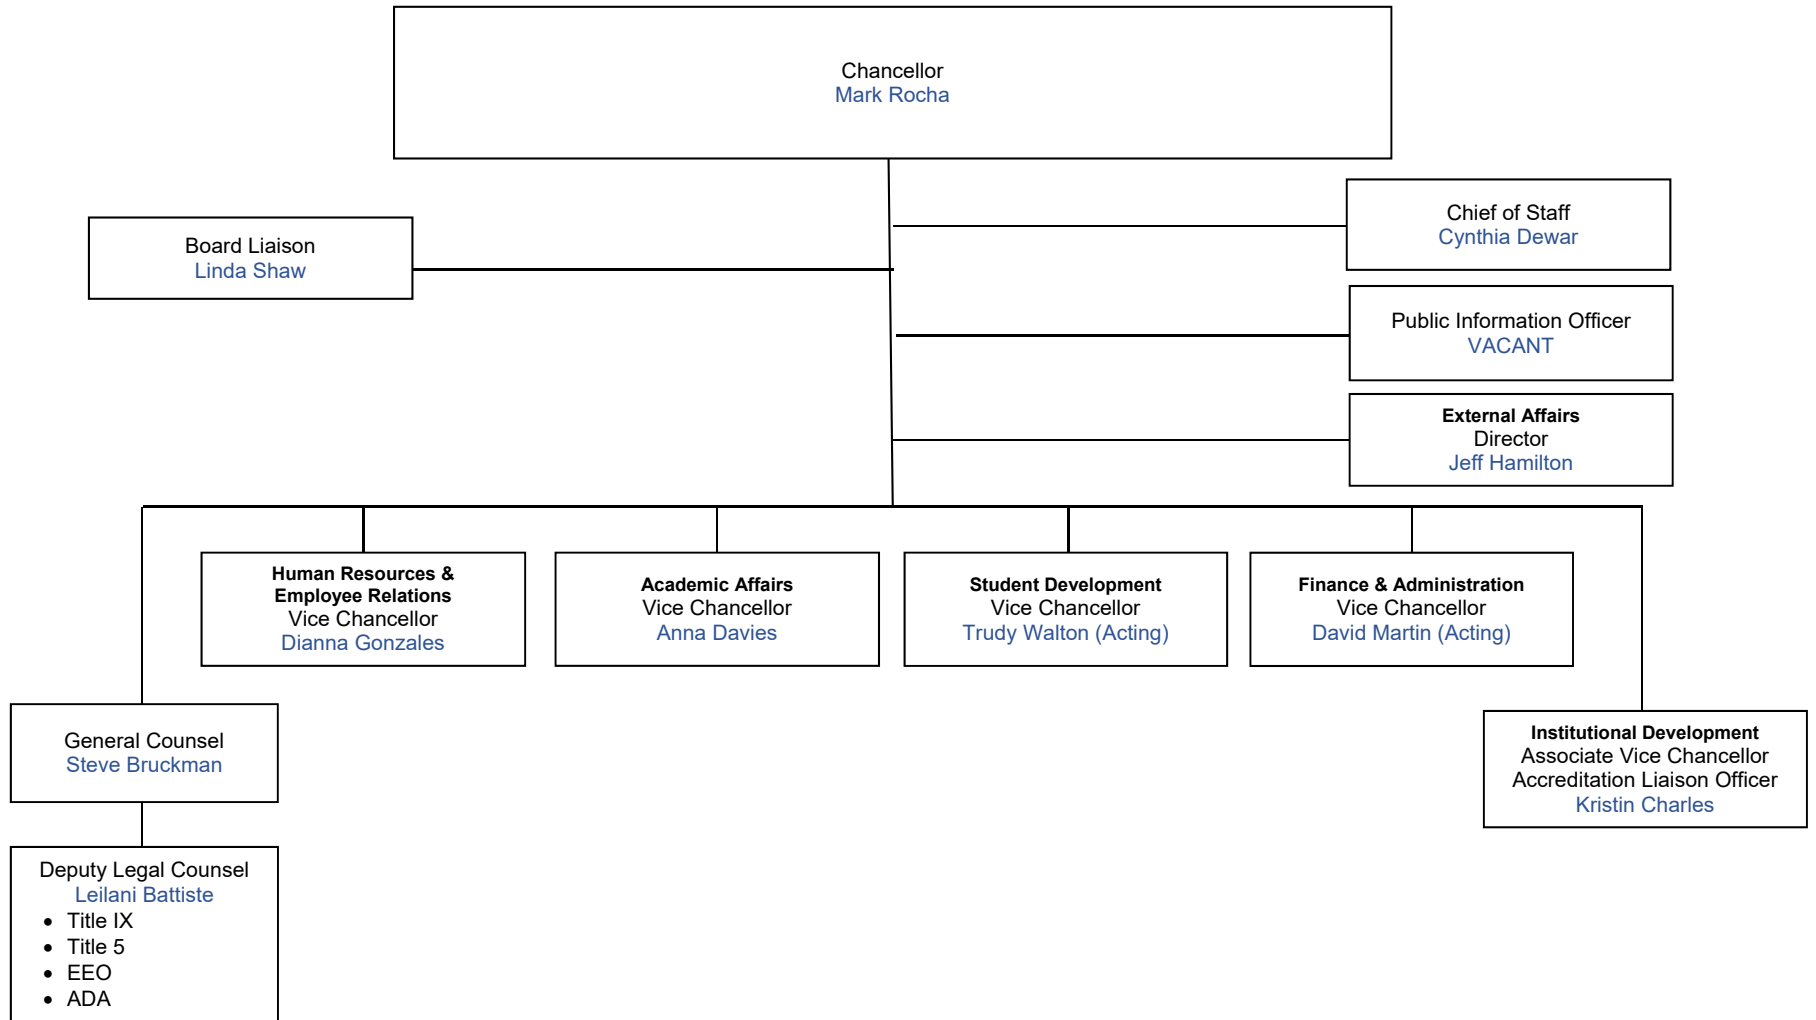 Chancellor
Mark Rocha
Chief of Staff
Cynthia Dewar
Board Liaison
Linda Shaw
Public Information Officer
VACANT
External Affairs
Director
Jeff Hamilton
Human Resources &
Employee Relations
Vice Chancellor
Dianna Gonzales
Academic Affairs
Vice Chancellor
Anna Davies
Student Development
Vice Chancellor
Trudy Walton (Acting)
Finance & Administration
Vice Chancellor
David Martin (Acting)
General Counsel
Steve Bruckman
Institutional Development
Associate Vice Chancellor
Accreditation Liaison Officer
Kristin Charles
Deputy Legal Counsel
Leilani Battiste
• Title IX
• Title 5
• EEO
• ADA